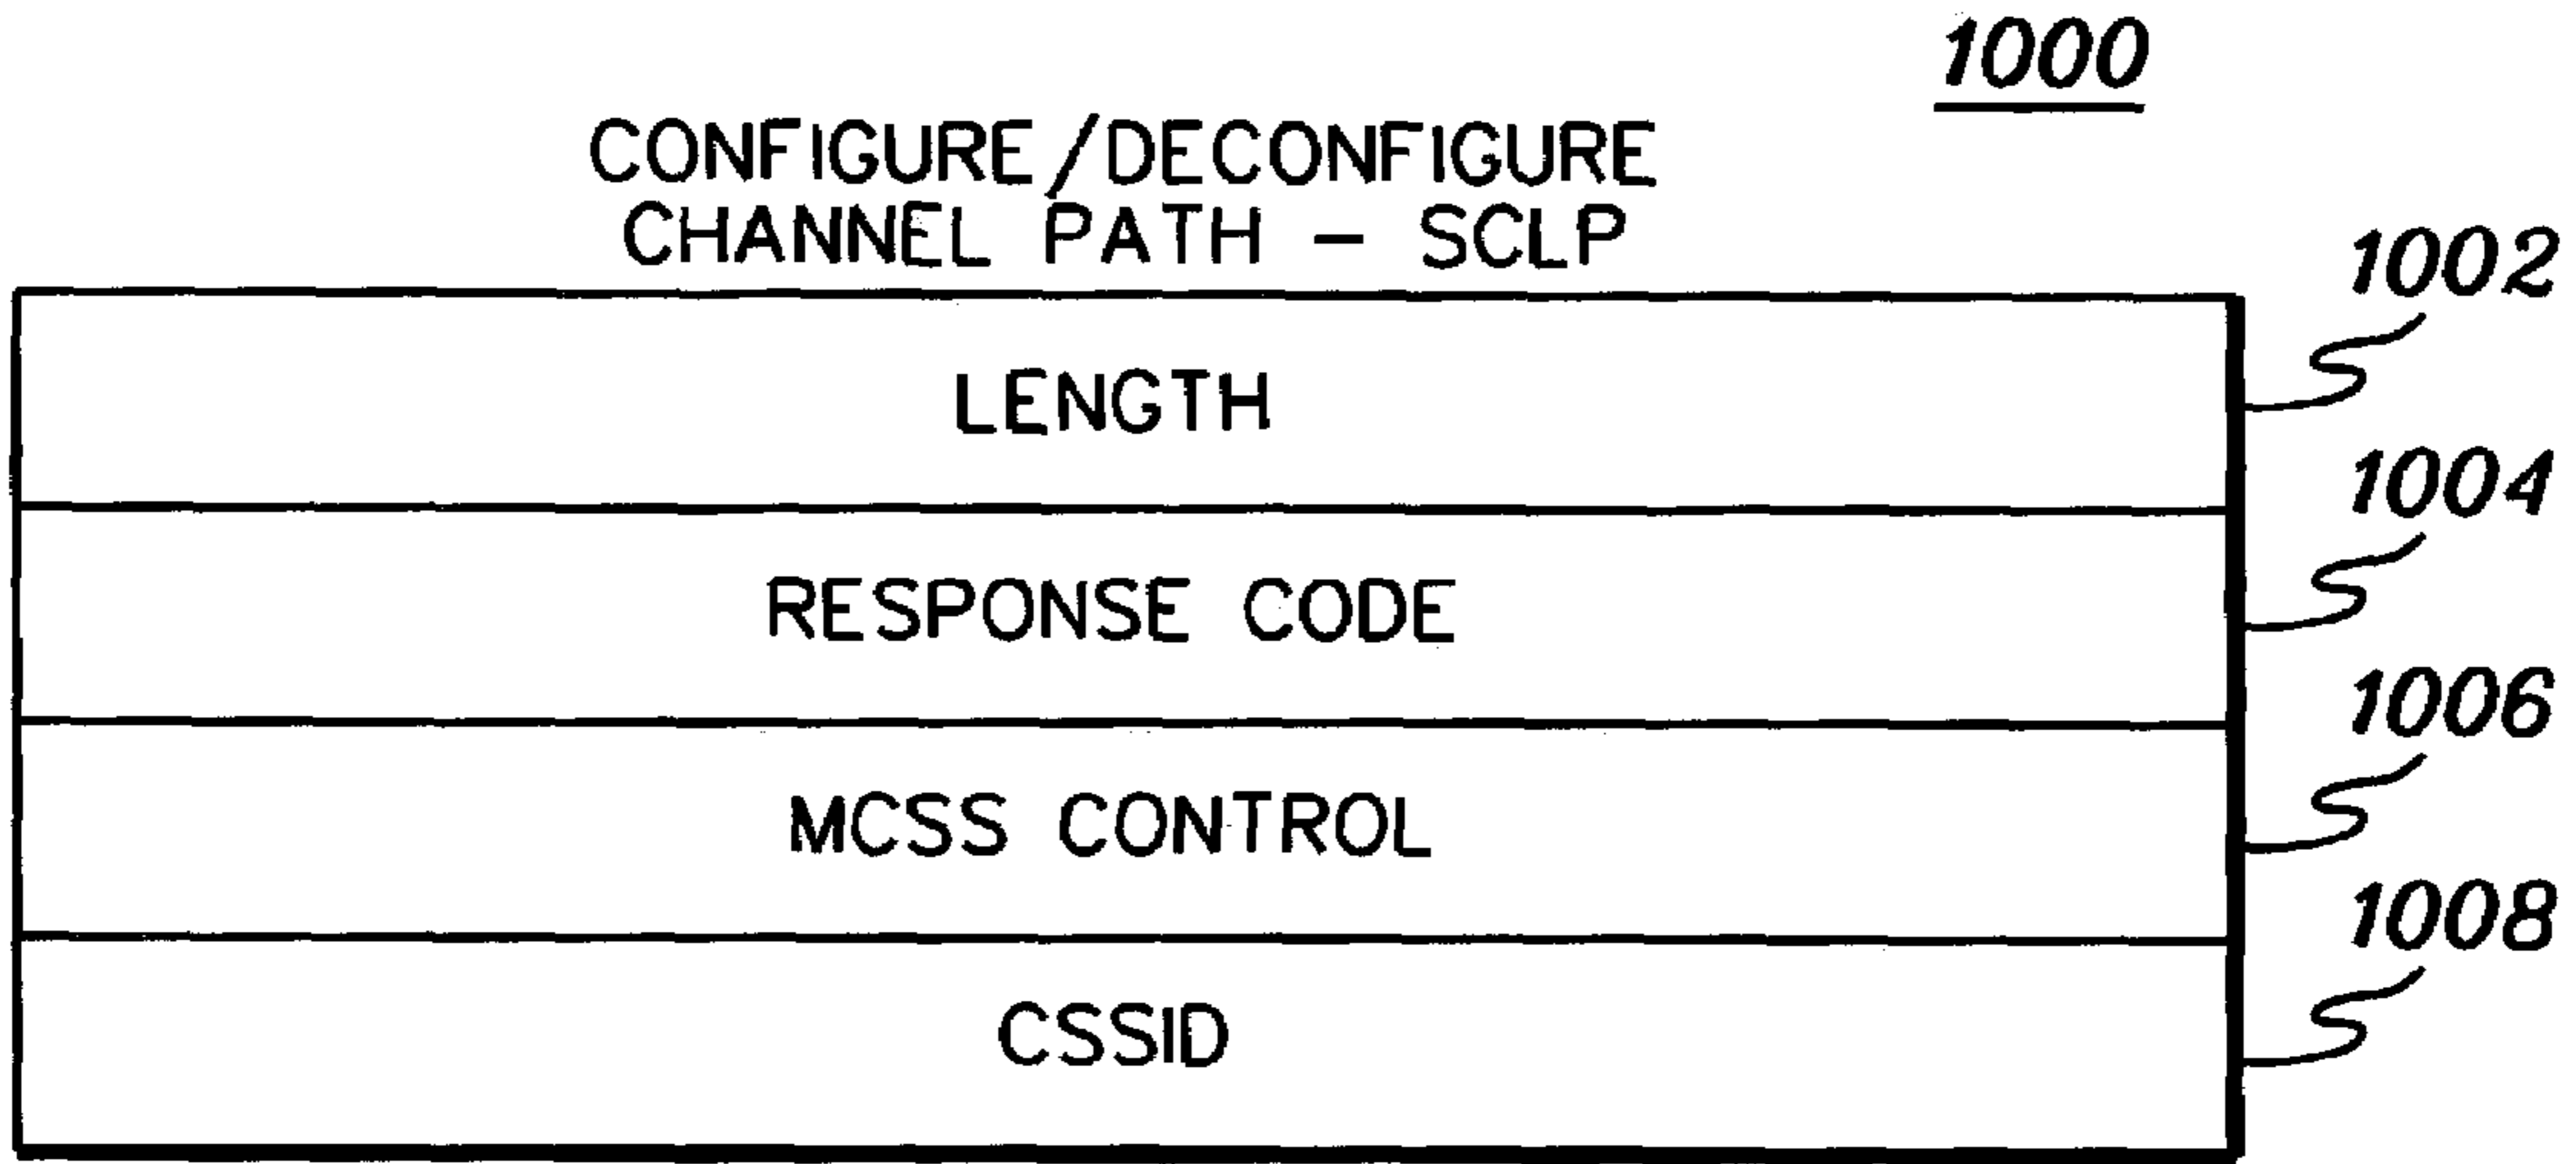 1000
CONFIGURE/DECONFIGURE
CHANNEL PATH - SCLP
1002
LENGTH
1004
RESPONSE CODE
1006
MCSS CONTROL
1008
CSSID